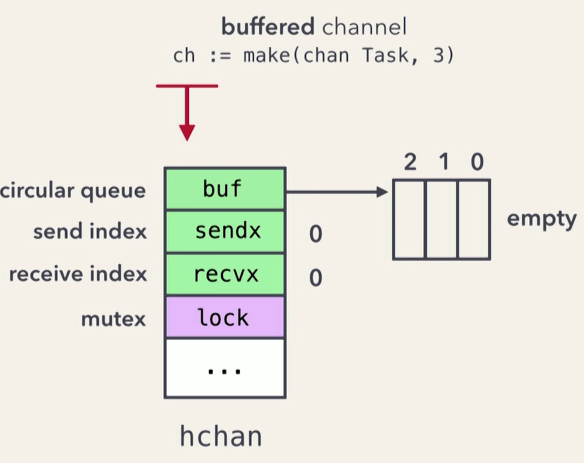 buffered channel
ch := make(chan Task, 3)
2 1 0
circular queue buf
empty
send index sendx 0
receive index recvx 0
mutex lock
...
hchan